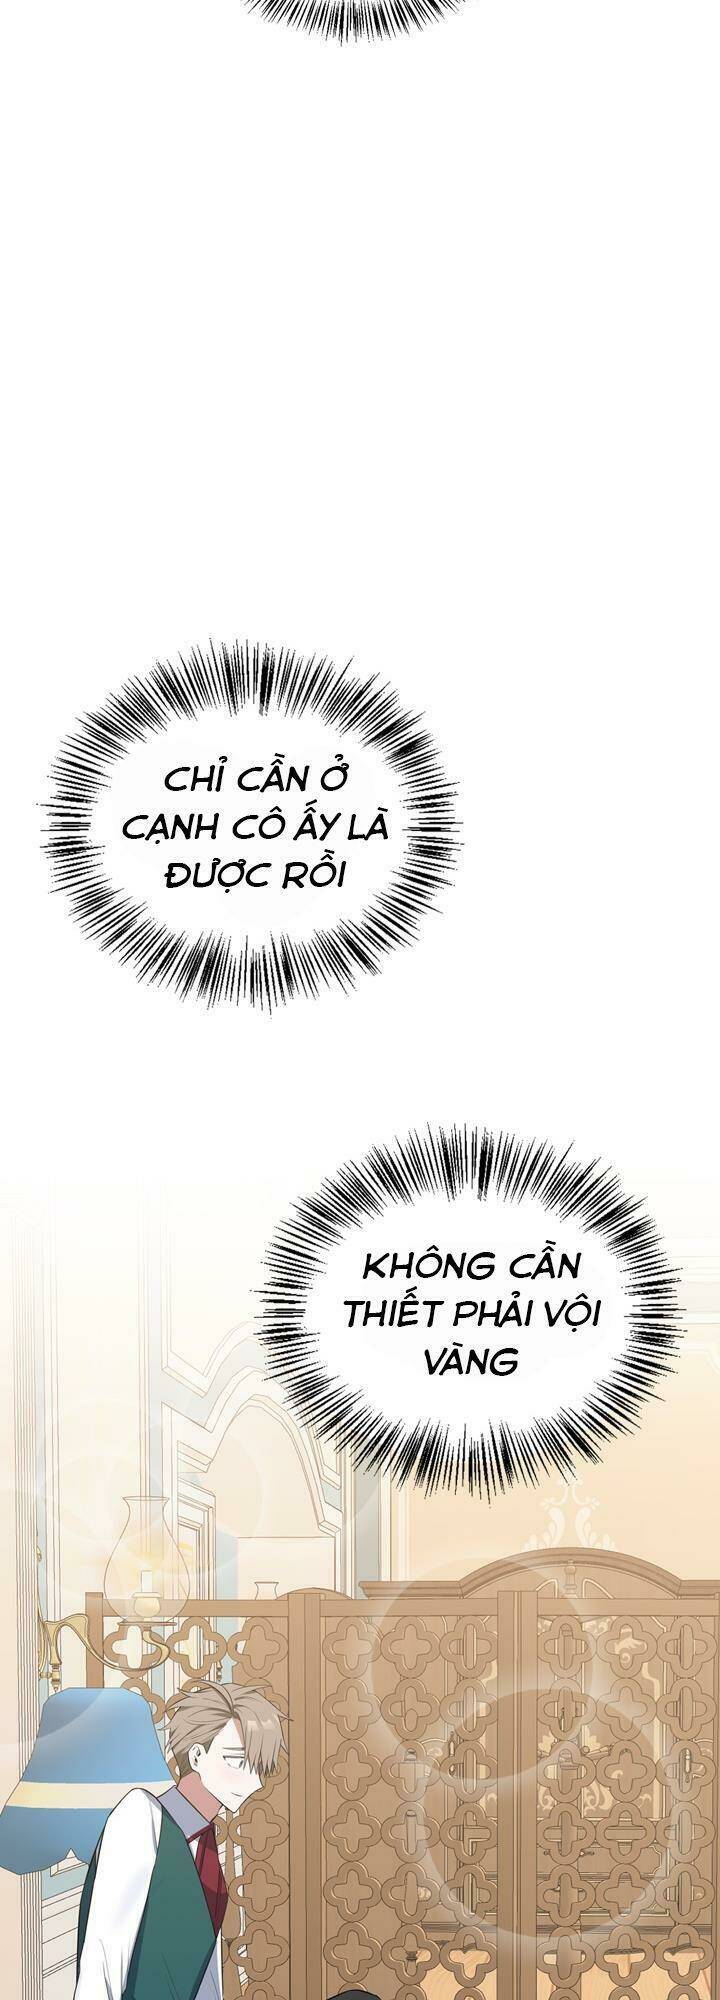 CHỈ CẦN Ở
CẠNH CÔ ẤY LÀ
ĐƯỢC RỒI
KHÔNG CẦN
THIẾT PHẢI VỘI
VÀNG